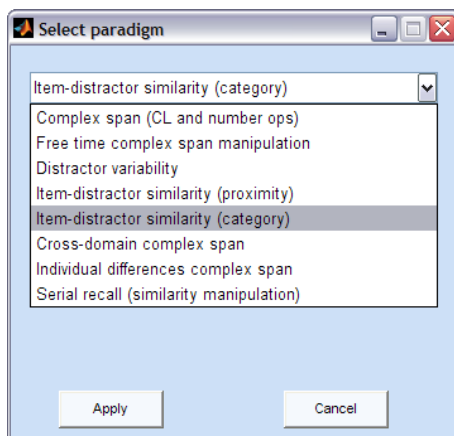 Select paradigm
Item-distractor similarity (category)
Complex span (CL and number ops)
Free time complex span manipulation
Distractor variability
Item-distractor similarity (proximity)
Item-distractor similarity (category)
Cross-domain complex span
Individual differences complex span
Serial recall (similarity manipulation)
Apply Cancel